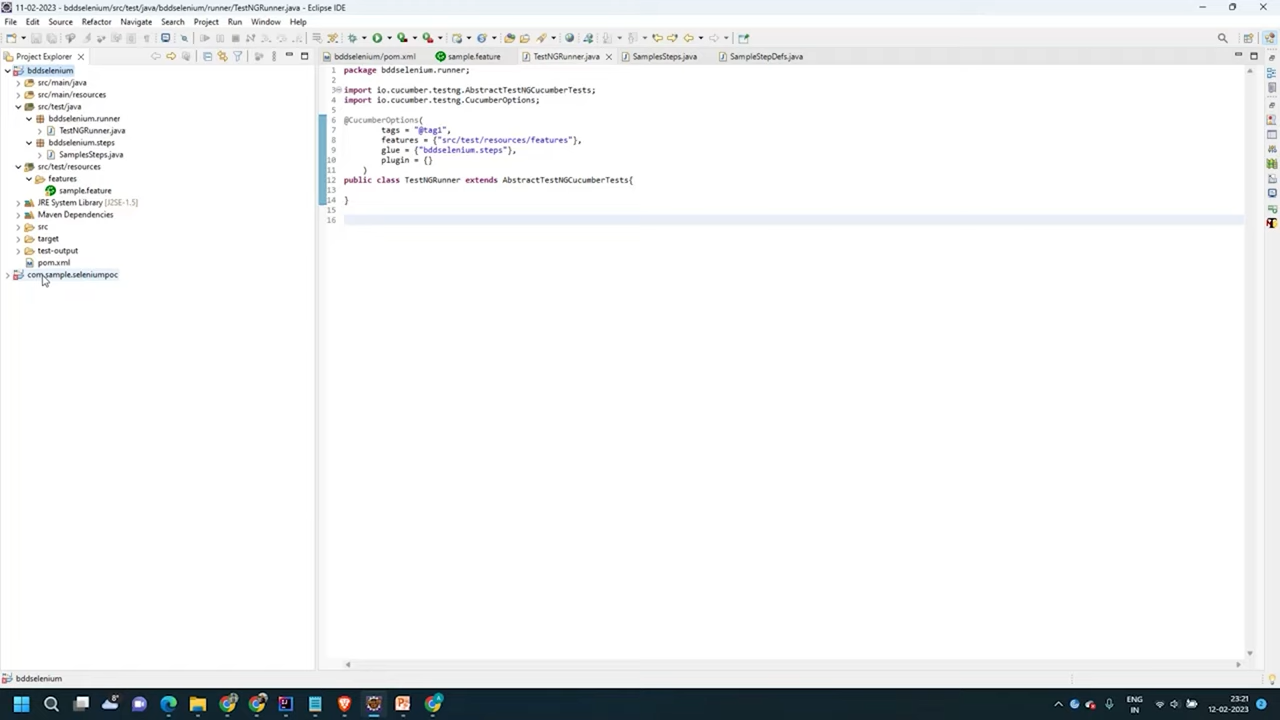 11-02-2023 - bddselenium/src/test/java/bddselenium/runner/TestNGRunner.java - Eclipse IDE
File Edit Source Refactor Navigate Search Project Run Window Help
Project Explorer
bddselenium/pom.xml sample.feature TestNGRunner.java SamplesSteps.java SampleStepDefs.java
bddselenium
src/main/java
src/main/resources
src/test/java
bddselenium.runner
TestNGRunner.java
bddselenium.steps
SamplesSteps.java
src/test/resources
features
sample.feature
JRE System Library [J2SE-1.5]
Maven Dependencies
src
target
test-output
pom.xml
com.sample.seleniumpoc
1 package bddselenium.runner;
2
3 import io.cucumber.testng.AbstractTestNGCucumberTests;
4 import io.cucumber.testng.CucumberOptions;
5
6 @CucumberOptions(
7 tags = "@tag1",
8 features = {"src/test/resources/features"},
9 glue = {"bddselenium.steps"},
10 plugin = {}
11 )
12 public class TestNGRunner extends AbstractTestNGCucumberTests{
13
14 }
15
16
bddselenium
ENG
IN
23:21
12-02-2023